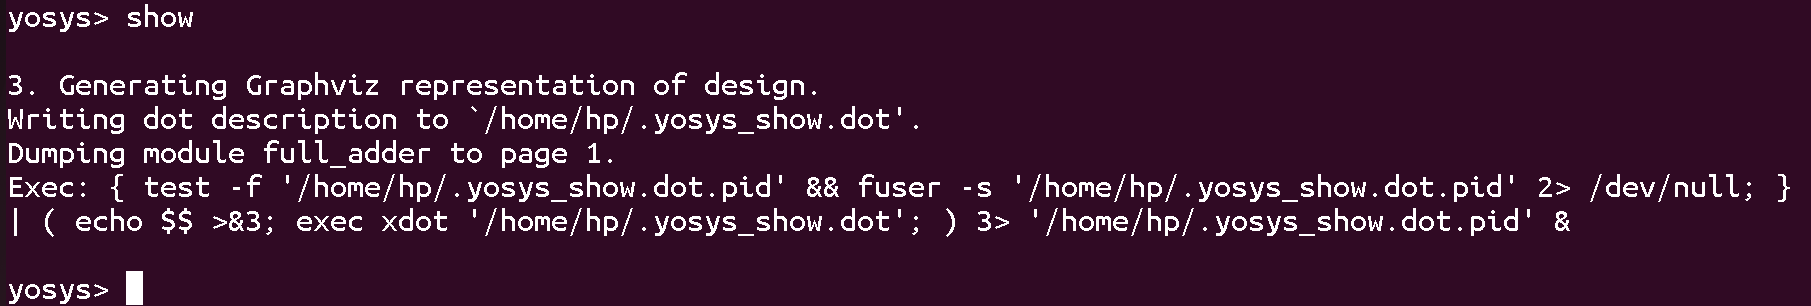 yosys> show
3. Generating Graphviz representation of design.
Writing dot description to `/home/hp/.yosys_show.dot'.
Dumping module full_adder to page 1.
Exec: { test -f '/home/hp/.yosys_show.dot.pid' && fuser -s '/home/hp/.yosys_show.dot.pid' 2> /dev/null; }
| ( echo $$ >&3; exec xdot '/home/hp/.yosys_show.dot'; ) 3> '/home/hp/.yosys_show.dot.pid' &
yosys>